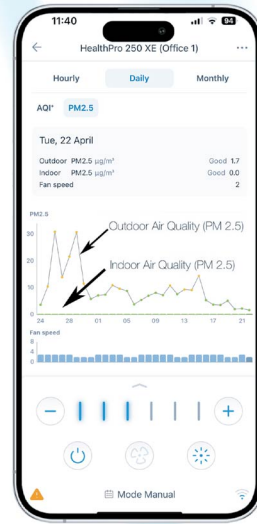 11:40
94
HealthPro 250 XE (Office 1)
Hourly Daily Monthly
AQI* PM2.5
Tue, 22 April
Outdoor PM2.5 µg/m³ Good 1.7
Indoor PM2.5 µg/m³ Good 0.0
Fan speed 2
PM2.5
30
20
10
0
Outdoor Air Quality (PM 2.5)
Indoor Air Quality (PM 2.5)
24 28 01 05 09 13 17 21
Fan speed
8
4
0
Mode Manual